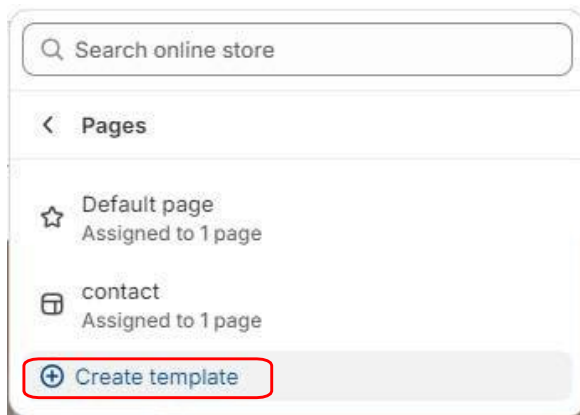 Search online store
Pages
Default page
Assigned to 1 page
contact
Assigned to 1 page
Create template